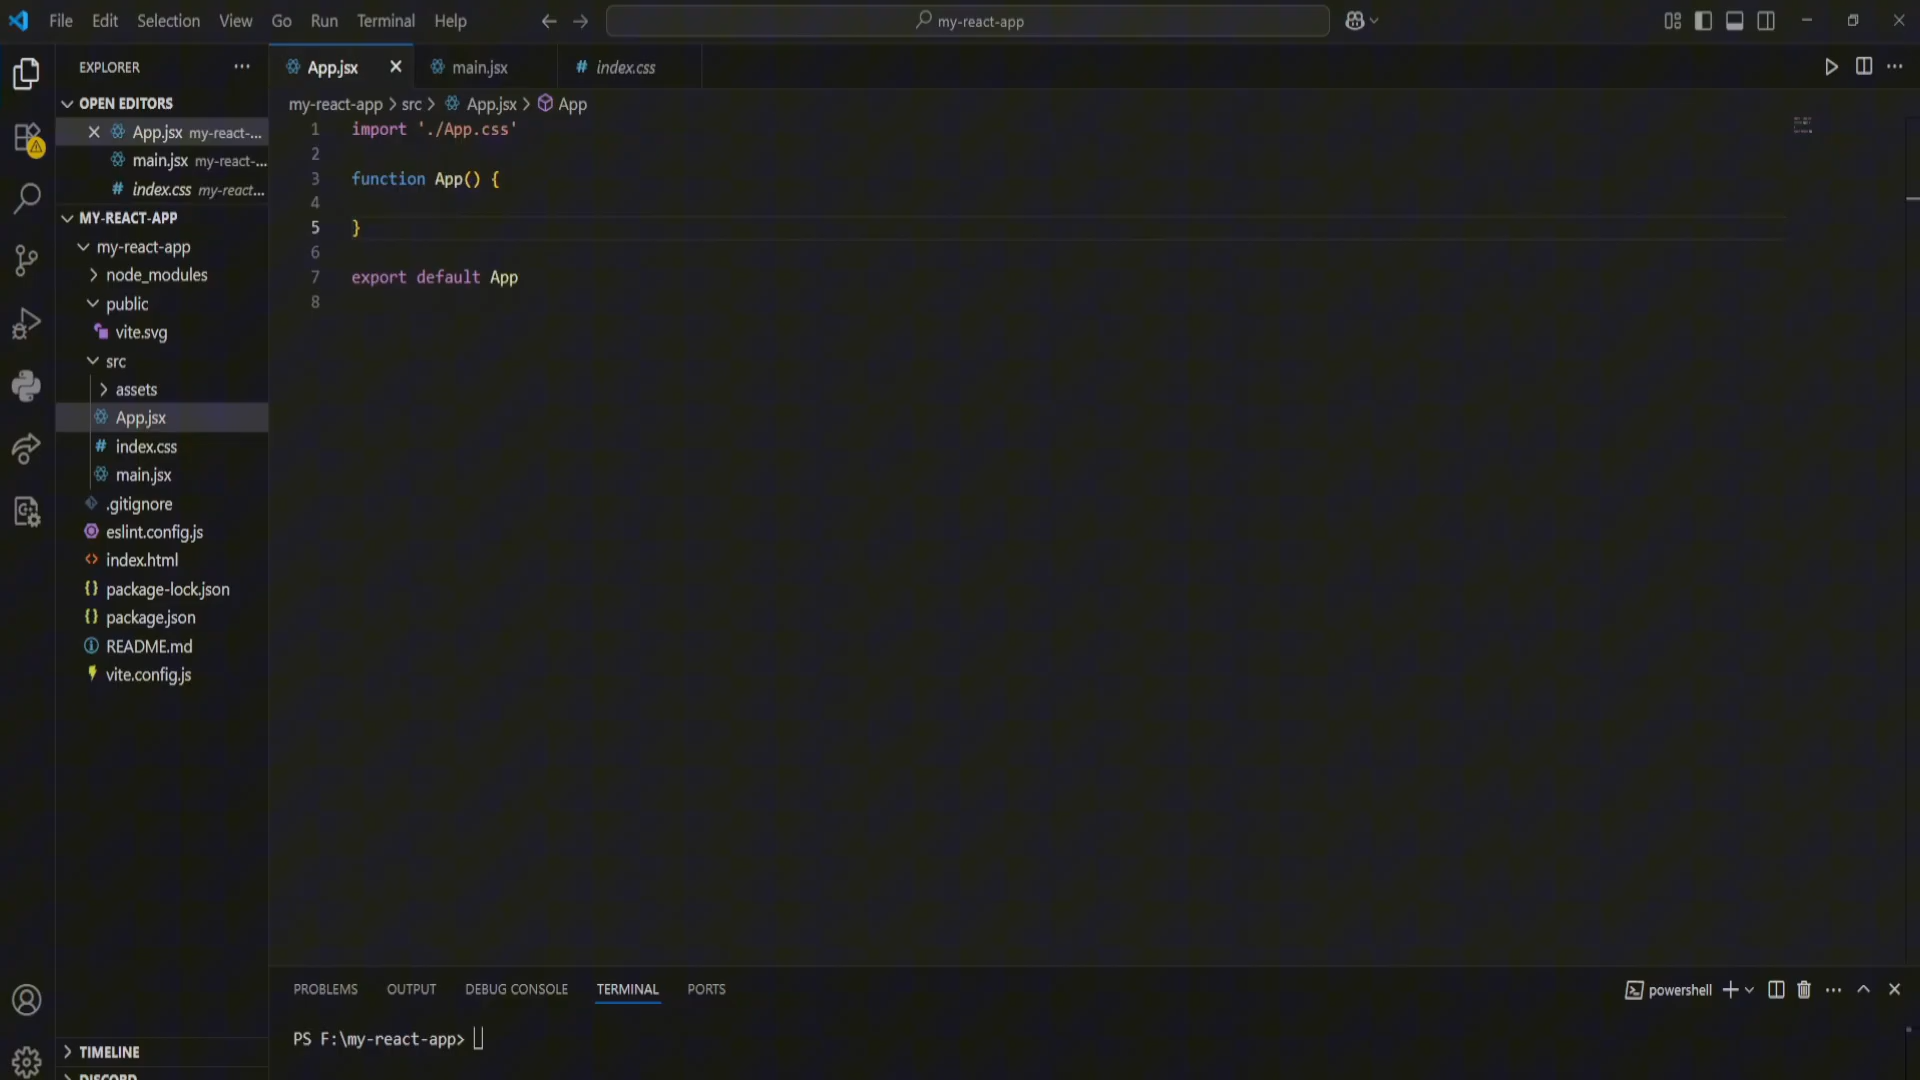 File Edit Selection View Go Run Terminal Help
my-react-app
EXPLORER
OPEN EDITORS
App.jsx my-react-...
main.jsx my-react-...
index.css my-react...
MY-REACT-APP
my-react-app
node_modules
public
vite.svg
src
assets
App.jsx
index.css
main.jsx
.gitignore
eslint.config.js
index.html
package-lock.json
package.json
README.md
vite.config.js
TIMELINE
DISCORD
App.jsx main.jsx index.css
my-react-app > src > App.jsx > App
1 import './App.css'
2
3 function App() {
4
5 }
6
7 export default App
8
PROBLEMS OUTPUT DEBUG CONSOLE TERMINAL PORTS
powershell
PS F:\my-react-app>